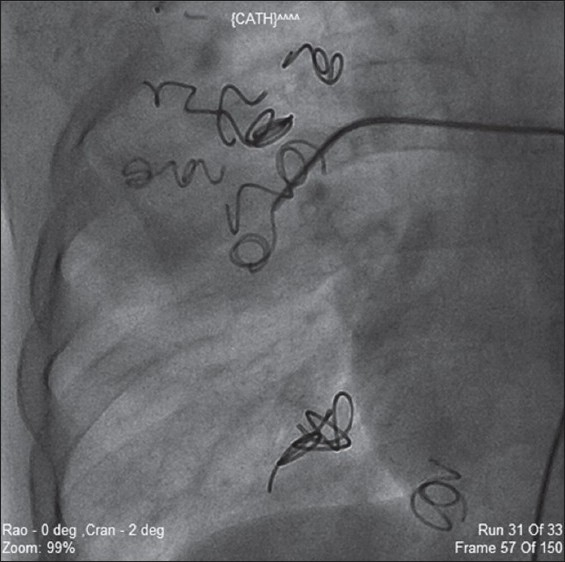 {CATH}^^^^
Rao - 0 deg ,Cran - 2 deg
Zoom: 99%
Run 31 Of 33
Frame 57 Of 150